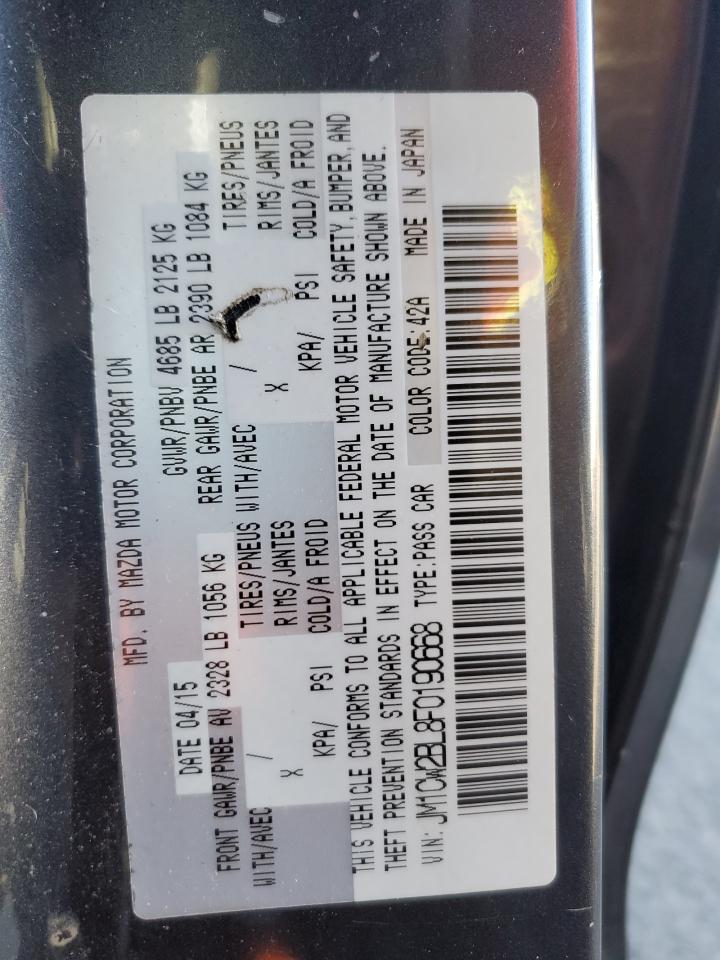 MFD. BY MAZDA MOTOR CORPORATION
DATE 04/15 GVWR/PNBV 4685 LB 2125 KG
FRONT GAWR/PNBE AV 2328 LB 1056 KG REAR GAWR/PNBE AR 2390 LB 1084 KG
WITH/AVEC / TIRES/PNEUS WITH/AVEC / TIRES/PNEUS
X RIMS/JANTES X RIMS/JANTES
KPA/ PSI COLD/A FROID KPA/ PSI COLD/A FROID
THIS VEHICLE CONFORMS TO ALL APPLICABLE FEDERAL MOTOR VEHICLE SAFETY, BUMPER, AND
THEFT PREVENTION STANDARDS IN EFFECT ON THE DATE OF MANUFACTURE SHOWN ABOVE.
VIN: JM1CW2BL8F0190668 TYPE: PASS CAR COLOR CODE: 42A MADE IN JAPAN